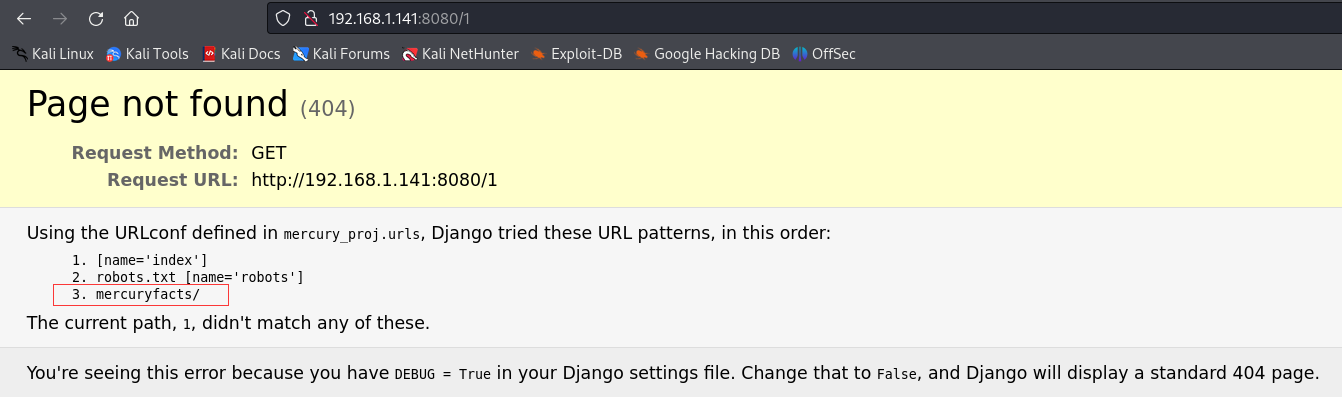 192.168.1.141:8080/1
Kali Linux Kali Tools Kali Docs Kali Forums Kali NetHunter Exploit-DB Google Hacking DB OffSec
Page not found (404)
Request Method: GET
Request URL: http://192.168.1.141:8080/1
Using the URLconf defined in mercury_proj.urls, Django tried these URL patterns, in this order:
1. [name='index']
2. robots.txt [name='robots']
3. mercuryfacts/
The current path, 1, didn't match any of these.
You're seeing this error because you have DEBUG = True in your Django settings file. Change that to False, and Django will display a standard 404 page.